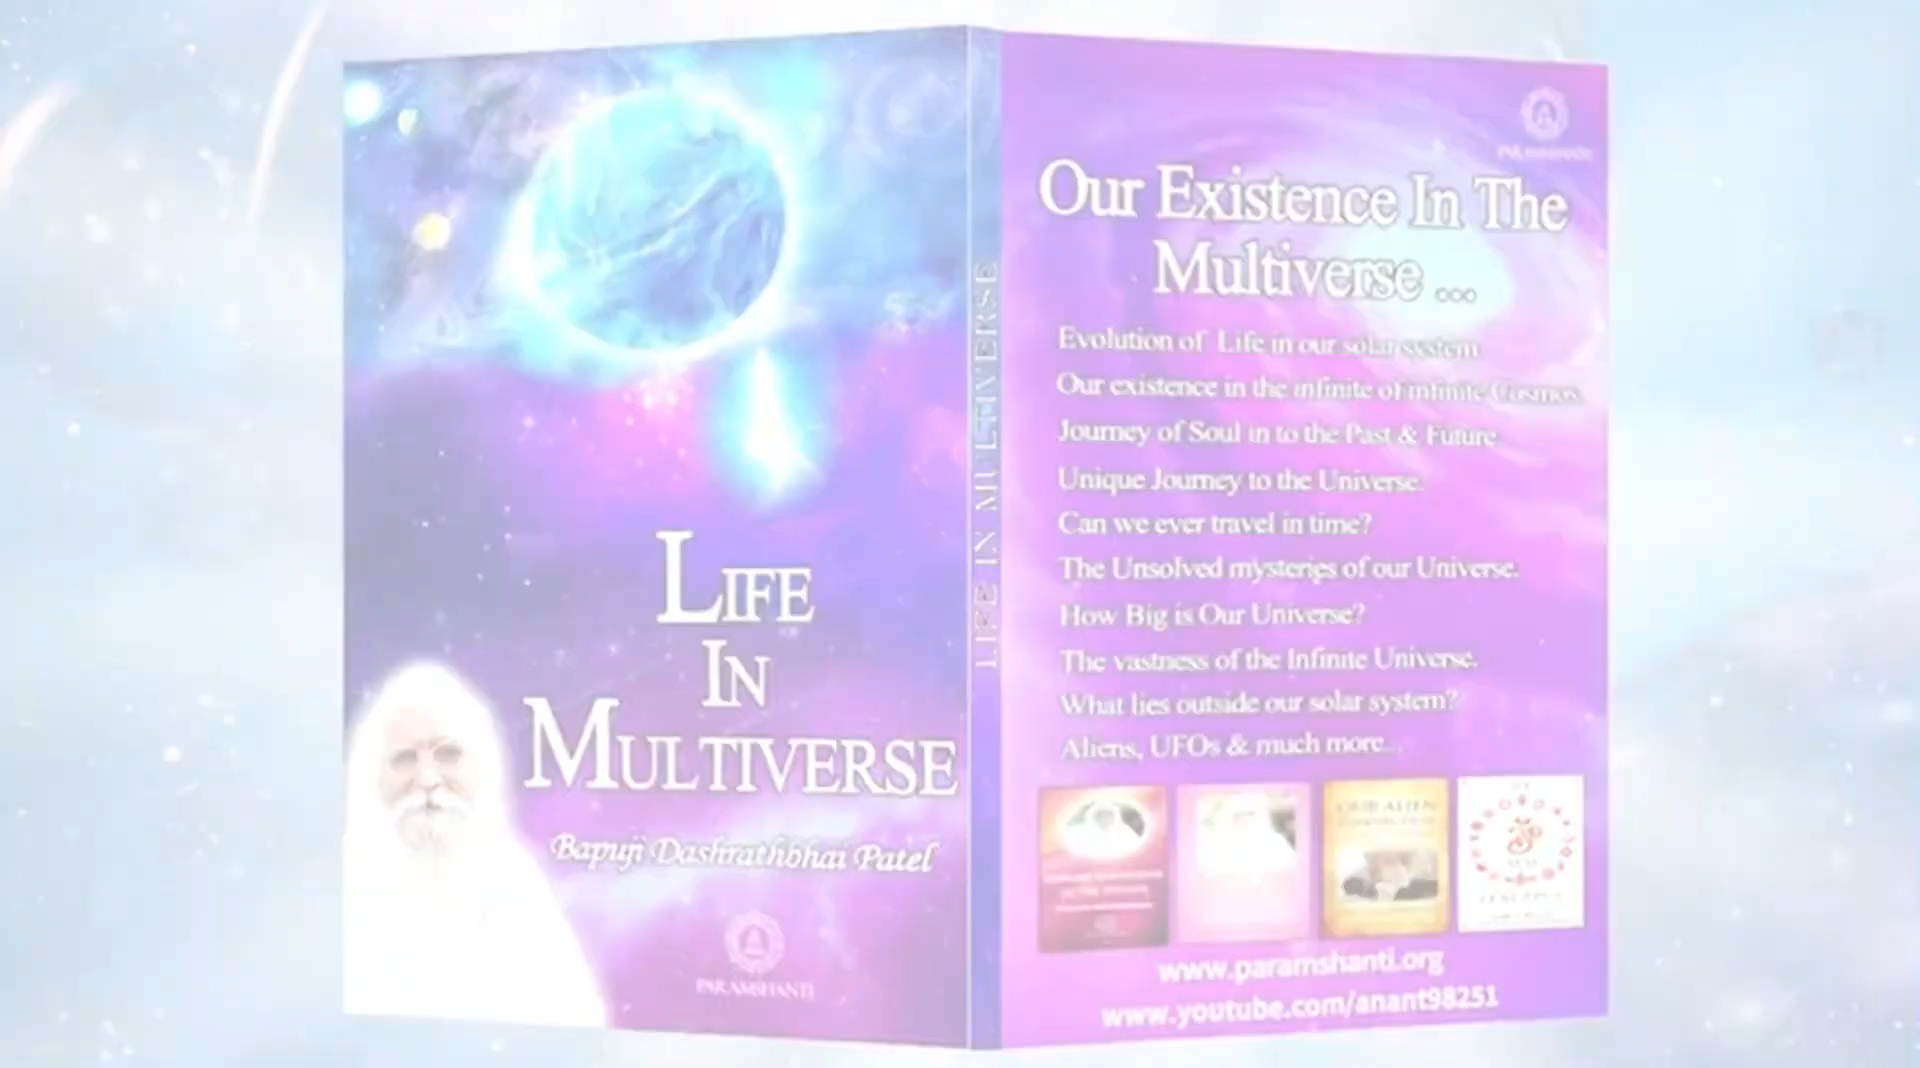 LIFE
IN
MULTIVERSE
Bapuji Dashrathbhai Patel
PARAMSHANTI
LIFE IN MULTIVERSE
PARAMSHANTI
Our Existence In The
Multiverse ...
Evolution of Life in our solar system
Our existence in the infinite of infinite Cosmos.
Journey of Soul in to the Past & Future
Unique Journey to the Universe.
Can we ever travel in time?
The Unsolved mysteries of our Universe.
How Big is Our Universe?
The vastness of the Infinite Universe.
What lies outside our solar system?
Aliens, UFOs & much more...
OUR ALIEN
www.paramshanti.org
www.youtube.com/anant98251